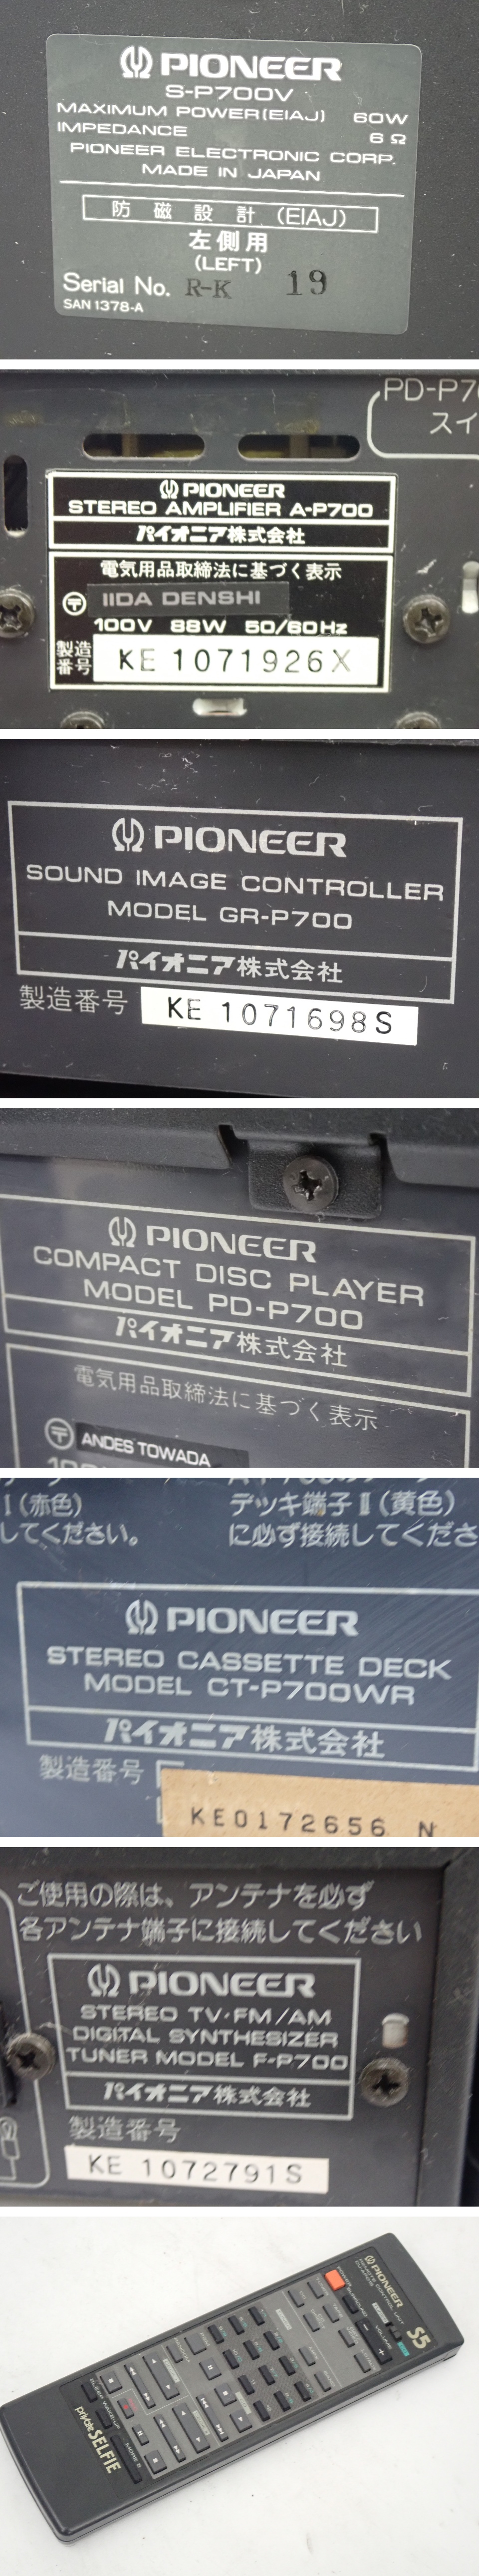 PIONEER
S-P700V
MAXIMUM POWER(EIAJ) 60W
IMPEDANCE 6 Ω
PIONEER ELECTRONIC CORP.
MADE IN JAPAN
防磁設計 (EIAJ)
左側用
(LEFT)
Serial No. R-K 19
SAN 1378-A
PD-P70
スイ
PIONEER
STEREO AMPLIFIER A-P700
パイオニア株式会社
電気用品取締法に基づく表示
〒 IIDA DENSHI
100V 88W 50/60Hz
製造番号 KE 1071926X
PIONEER
SOUND IMAGE CONTROLLER
MODEL GR-P700
パイオニア株式会社
製造番号 KE 1071698S
PIONEER
COMPACT DISC PLAYER
MODEL PD-P700
パイオニア株式会社
電気用品取締法に基づく表示
〒 ANDES TOWADA
I (赤色)
してください。
デッキ端子 II (黄色)
に必ず接続してくださ
PIONEER
STEREO CASSETTE DECK
MODEL CT-P700WR
パイオニア株式会社
製造番号
KE0172656 N
ご使用の際は、アンテナを必ず
各アンテナ端子に接続してください
PIONEER
STEREO TV・FM/AM
DIGITAL SYNTHESIZER
TUNER MODEL F-P700
パイオニア株式会社
製造番号
KE 1072791S
PIONEER
REMOTE CONTROL UNIT
S5
VOLUME
private SELFIE